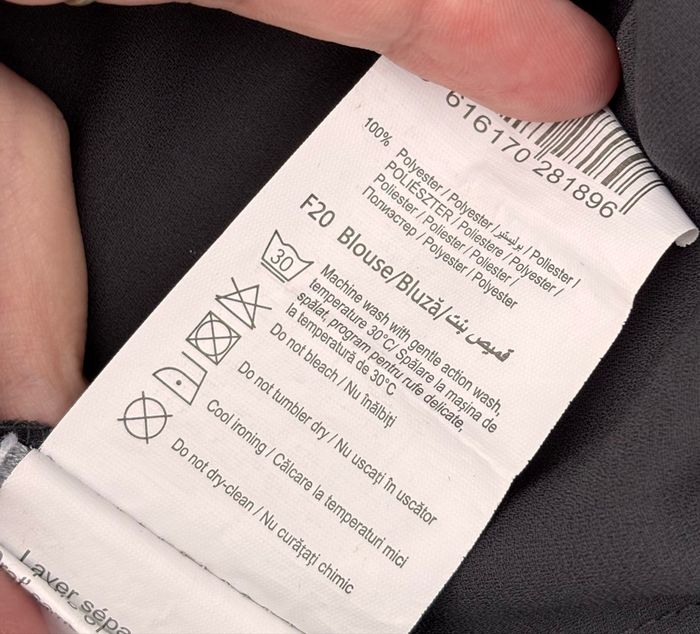 616170 281896
100% Polyester / Polyester / بوليستر / Poliester /
POLIÉSZTER / Poliestere / Polyester /
Poliester / Poliester / Poliester /
Полиэстер / Polyester / Polyester
F20 Blouse/Bluză/قميص بنت
30
Machine wash with gentle action wash,
temperature 30°C/ Spălare la mașina de
spălat, program pentru rufe delicate,
la temperatură de 30°C
Do not bleach / Nu înălbiți
Do not tumbler dry / Nu uscați în uscător
Cool ironing / Călcare la temperaturi mici
Do not dry-clean / Nu curățați chimic
Laver sépa